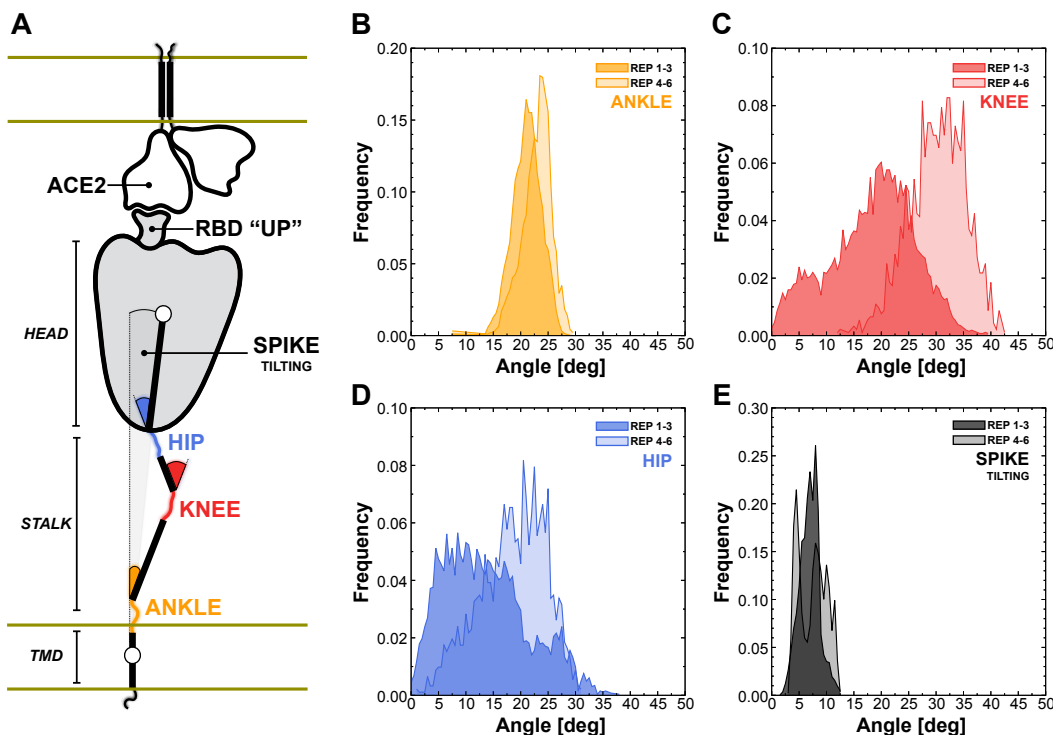 A
ACE2
RBD “UP”
HEAD
SPIKE
TILTING
HIP
KNEE
STALK
ANKLE
TMD
B
0.20
0.15
0.10
0.05
0.00
Frequency
REP 1-3
REP 4-6
ANKLE
0 5 10 15 20 25 30 35 40 45 50
Angle [deg]
C
0.10
0.08
0.06
0.04
0.02
0.00
Frequency
REP 1-3
REP 4-6
KNEE
0 5 10 15 20 25 30 35 40 45 50
Angle [deg]
D
0.10
0.08
0.06
0.04
0.02
0.00
Frequency
REP 1-3
REP 4-6
HIP
0 5 10 15 20 25 30 35 40 45 50
Angle [deg]
E
0.30
0.25
0.20
0.15
0.10
0.05
0.00
Frequency
REP 1-3
REP 4-6
SPIKE
TILTING
0 5 10 15 20 25 30 35 40 45 50
Angle [deg]